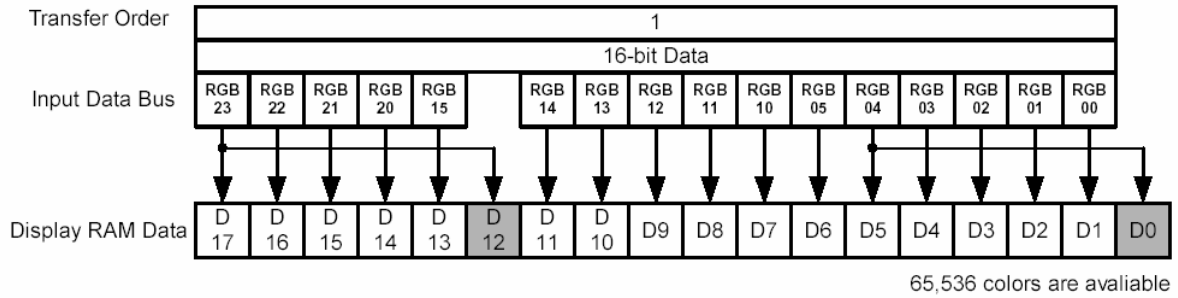 Transfer Order 1
16-bit Data
Input Data Bus RGB 23 RGB 22 RGB 21 RGB 20 RGB 15 RGB 14 RGB 13 RGB 12 RGB 11 RGB 10 RGB 05 RGB 04 RGB 03 RGB 02 RGB 01 RGB 00
Display RAM Data D 17 D 16 D 15 D 14 D 13 D 12 D 11 D 10 D9 D8 D7 D6 D5 D4 D3 D2 D1 D0
65,536 colors are avaliable